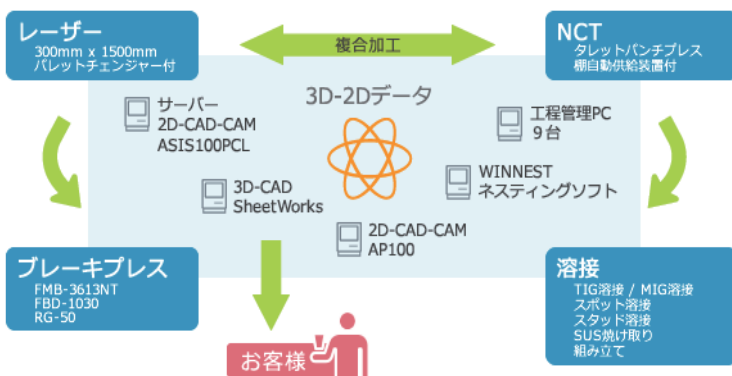 レーザー
300mm x 1500mm
パレットチェンジャー付
複合加工
NCT
タレットパンチプレス
棚自動供給装置付
3D-2Dデータ
サーバー
2D-CAD-CAM
ASIS100PCL
工程管理PC
9台
3D-CAD
SheetWorks
WINNEST
ネスティングソフト
2D-CAD-CAM
AP100
ブレーキプレス
FMB-3613NT
FBD-1030
RG-50
溶接
TIG溶接 / MIG溶接
スポット溶接
スタッド溶接
SUS焼け取り
組み立て
お客様